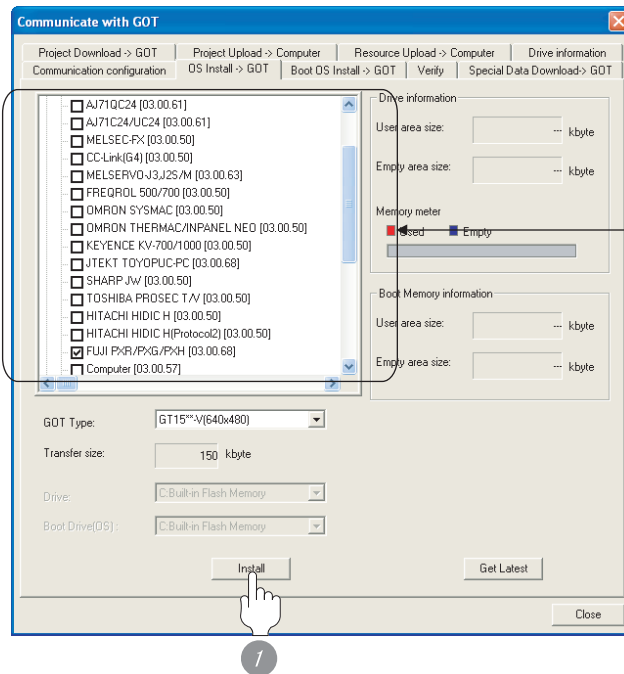 Communicate with GOT
Project Download -> GOT
Project Upload -> Computer
Resource Upload -> Computer
Drive information
Communication configuration
OS Install -> GOT
Boot OS Install -> GOT
Verify
Special Data Download-> GOT
AJ71QC24 [03.00.61]
AJ71C24/UC24 [03.00.61]
MELSEC-FX [03.00.50]
CC-Link(G4) [03.00.50]
MELSERVO-J3,J2S/M [03.00.63]
FREQROL 500/700 [03.00.50]
OMRON SYSMAC [03.00.50]
OMRON THERMAC/INPANEL NEO [03.00.50]
KEYENCE KV-700/1000 [03.00.50]
JTEKT TOYOPUC-PC [03.00.68]
SHARP JW [03.00.50]
TOSHIBA PROSEC T/V [03.00.50]
HITACHI HIDIC H [03.00.50]
HITACHI HIDIC H(Protocol2) [03.00.50]
FUJI PXR/PXG/PXH [03.00.68]
Computer [03.00.57]
Drive information
User area size: --- kbyte
Empty area size: --- kbyte
Memory meter
Used Empty
Boot Memory information
User area size: --- kbyte
Empty area size: --- kbyte
GOT Type: GT15**-V(640x480)
Transfer size: 150 kbyte
Drive: C:Built-in Flash Memory
Boot Drive(OS) : C:Built-in Flash Memory
Install
Get Latest
Close
1